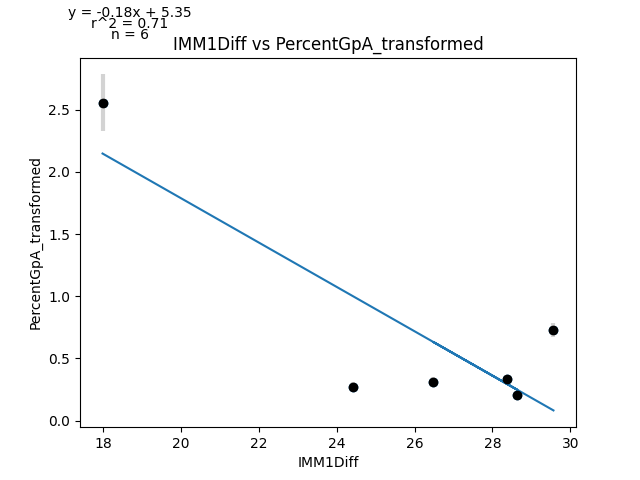 y = -0.18x + 5.35
r^2 = 0.71
n = 6
IMM1Diff vs PercentGpA_transformed
PercentGpA_transformed
2.5
2.0
1.5
1.0
0.5
0.0
18
20
22
24
26
28
30
IMM1Diff